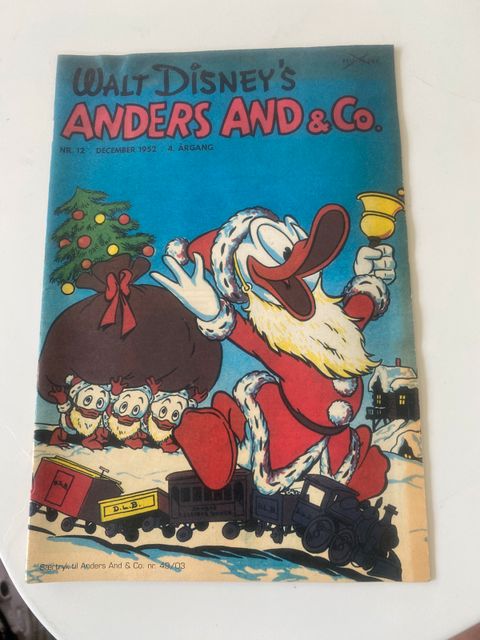 WALT DISNEY'S
ANDERS AND & Co.
NR. 12 . DECEMBER 1952 . 4. ÅRGANG
D.L.B.
Særtryk til Anders And & Co. nr. 49/03